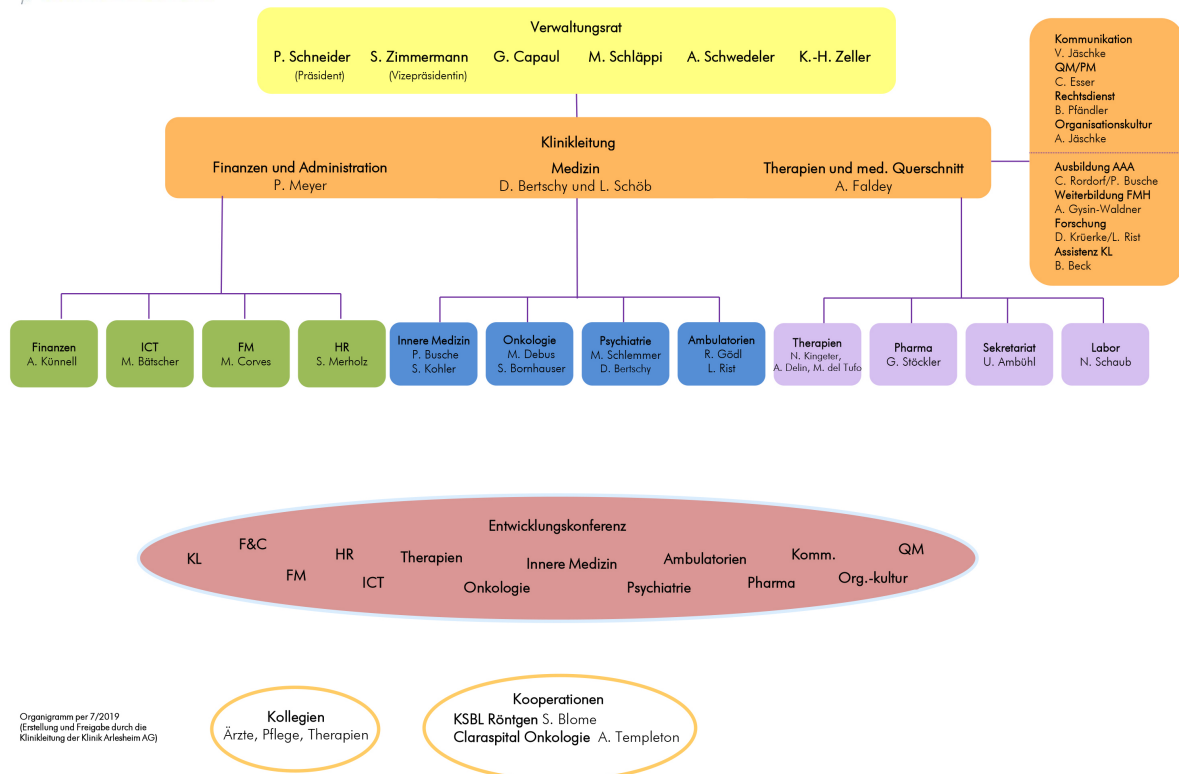 Verwaltungsrat
P. Schneider S. Zimmermann G. Capaul M. Schläppi A. Schwedeler K.-H. Zeller
(Präsident) (Vizepräsidentin)
Kommunikation
V. Jäschke
QM/PM
C. Esser
Rechtsdienst
B. Pfändler
Organisationskultur
A. Jäschke
Ausbildung AAA
C. Rordorf/P. Busche
Weiterbildung FMH
A. Gysin-Waldner
Forschung
D. Krüerke/L. Rist
Assistenz KL
B. Beck
Klinikleitung
Finanzen und Administration
P. Meyer
Medizin
D. Bertschy und L. Schöb
Therapien und med. Querschnitt
A. Faldey
Finanzen
A. Künnell
ICT
M. Bätscher
FM
M. Corves
HR
S. Merholz
Innere Medizin
P. Busche
S. Kohler
Onkologie
M. Debus
S. Bornhauser
Psychiatrie
M. Schlemmer
D. Bertschy
Ambulatorien
R. Gödl
L. Rist
Therapien
N. Kingeter,
A. Delin, M. del Tufo
Pharma
G. Stöckler
Sekretariat
U. Ambühl
Labor
N. Schaub
Entwicklungskonferenz
KL
F&C
FM
HR
ICT
Therapien
Onkologie
Innere Medizin
Psychiatrie
Ambulatorien
Pharma
Komm.
Org.-kultur
QM
Organigramm per 7/2019
(Erstellung und Freigabe durch die
Klinikleitung der Klinik Arlesheim AG)
Kollegien
Ärzte, Pflege, Therapien
Kooperationen
KSBL Röntgen S. Blome
Claraspital Onkologie A. Templeton